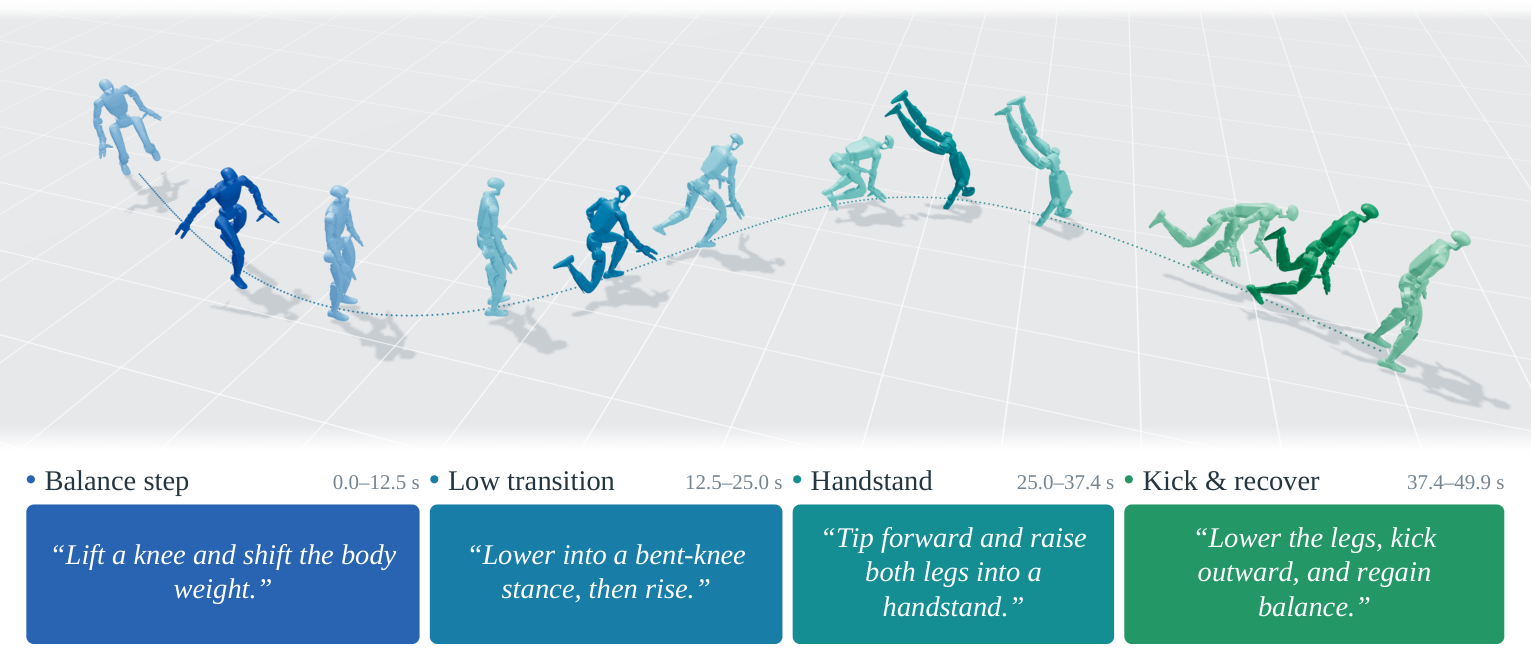 Balance step 0.0–12.5 s
“Lift a knee and shift the body
weight.”
Low transition 12.5–25.0 s
“Lower into a bent-knee
stance, then rise.”
Handstand 25.0–37.4 s
“Tip forward and raise
both legs into a
handstand.”
Kick & recover 37.4–49.9 s
“Lower the legs, kick
outward, and regain
balance.”